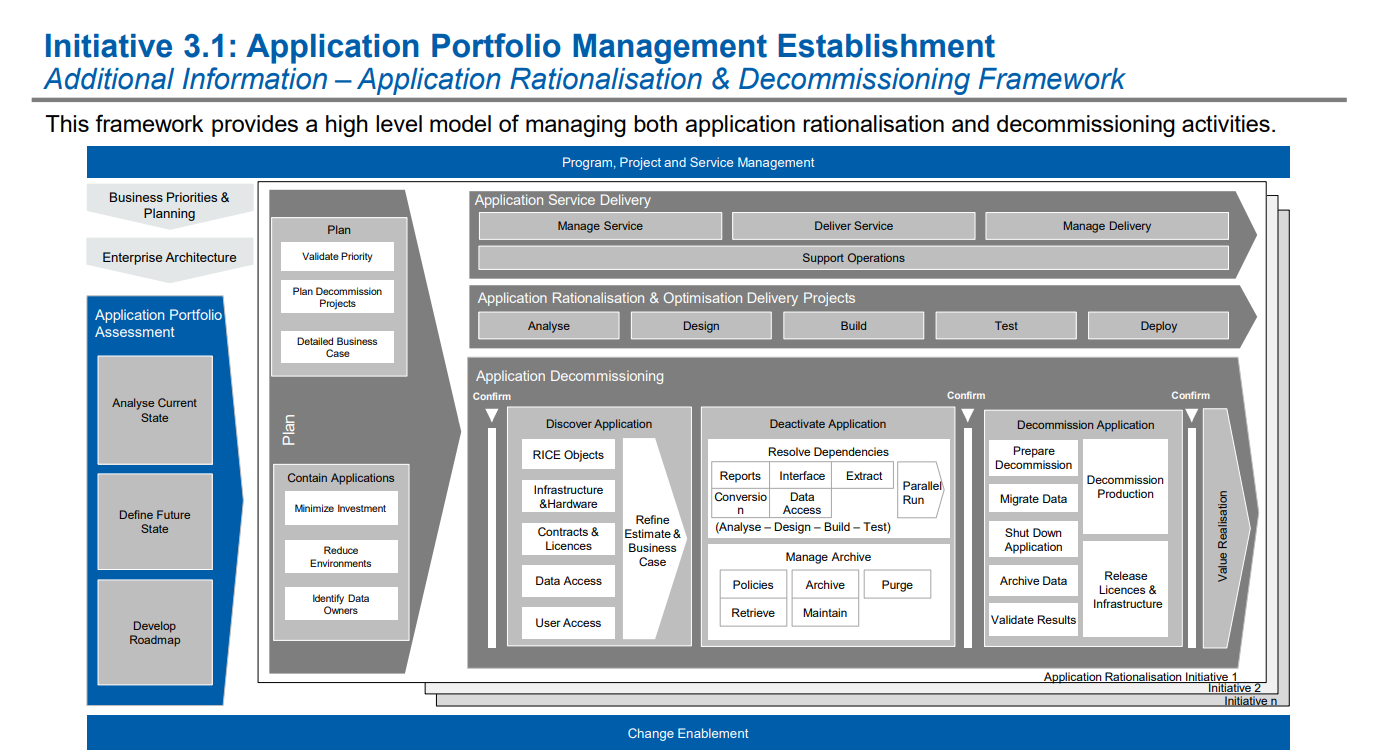 Initiative 3.1: Application Portfolio Management Establishment
Additional Information – Application Rationalisation & Decommissioning Framework
This framework provides a high level model of managing both application rationalisation and decommissioning activities.
Program, Project and Service Management
Business Priorities &
Planning
Enterprise Architecture
Application Portfolio
Assessment
Analyse Current
State
Define Future
State
Develop
Roadmap
Plan
Plan
Validate Priority
Plan Decommission
Projects
Detailed Business
Case
Contain Applications
Minimize Investment
Reduce
Environments
Identify Data
Owners
Application Service Delivery
Manage Service
Deliver Service
Manage Delivery
Support Operations
Application Rationalisation & Optimisation Delivery Projects
Analyse
Design
Build
Test
Deploy
Application Decommissioning
Confirm
Discover Application
RICE Objects
Infrastructure
&Hardware
Contracts &
Licences
Data Access
User Access
Refine
Estimate &
Business
Case
Deactivate Application
Resolve Dependencies
Reports
Interface
Extract
Conversio
n
Data
Access
Parallel
Run
(Analyse – Design – Build – Test)
Manage Archive
Policies
Archive
Purge
Retrieve
Maintain
Confirm
Decommission Application
Prepare
Decommission
Migrate Data
Shut Down
Application
Archive Data
Validate Results
Decommission
Production
Release
Licences &
Infrastructure
Confirm
Value Realisation
Application Rationalisation Initiative 1
Initiative 2
Initiative n
Change Enablement